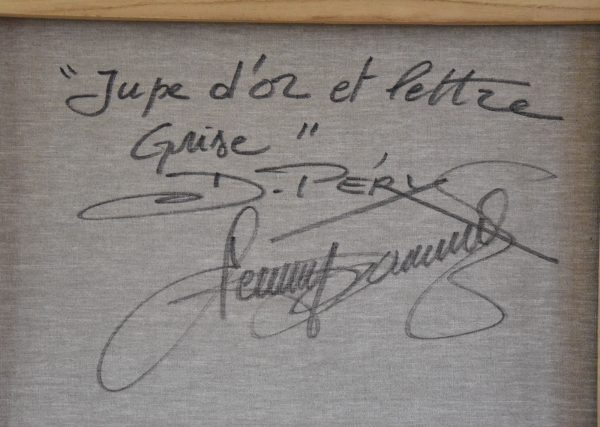 "Jupe d'or et lettre
Grise"
D. PÉRY